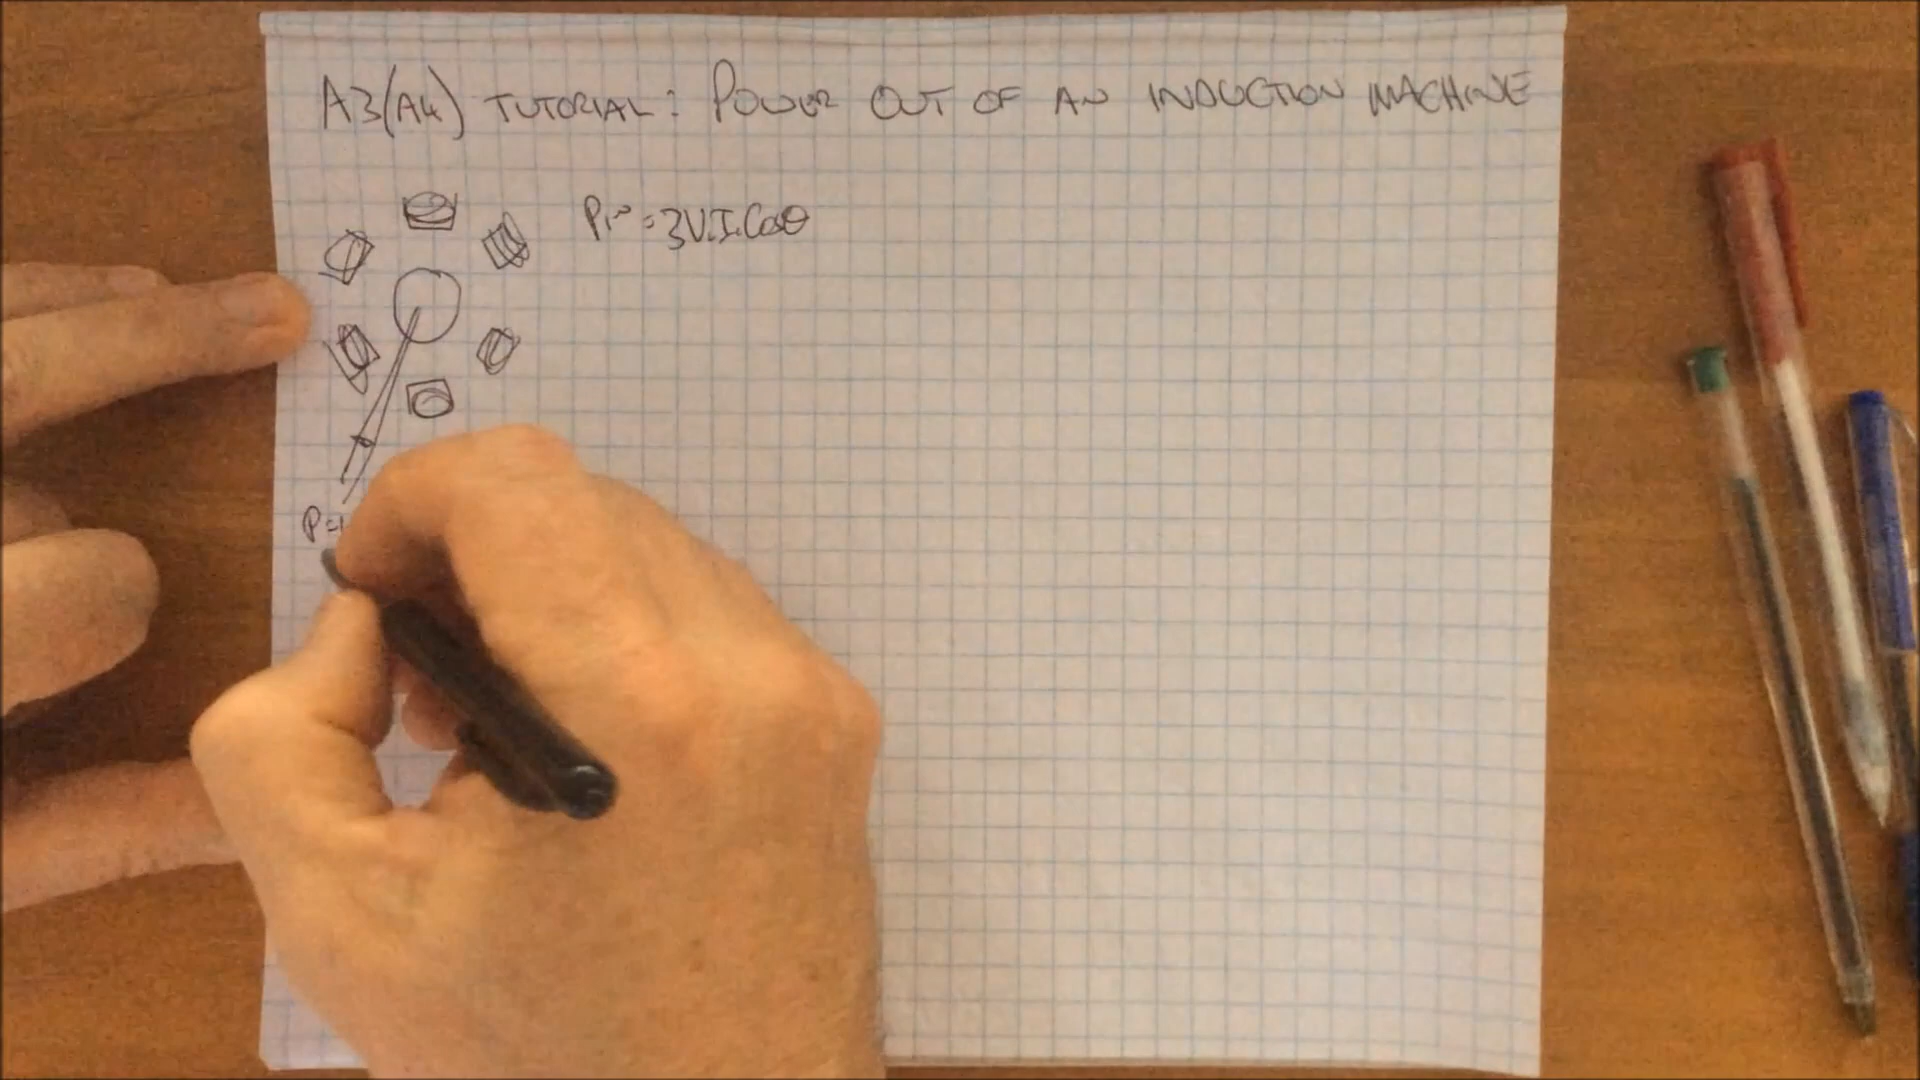 A3(A4) TUTORIAL: POWER OUT OF AN INDUCTION MACHINE
PIN = 3V.I.Cosθ
P=